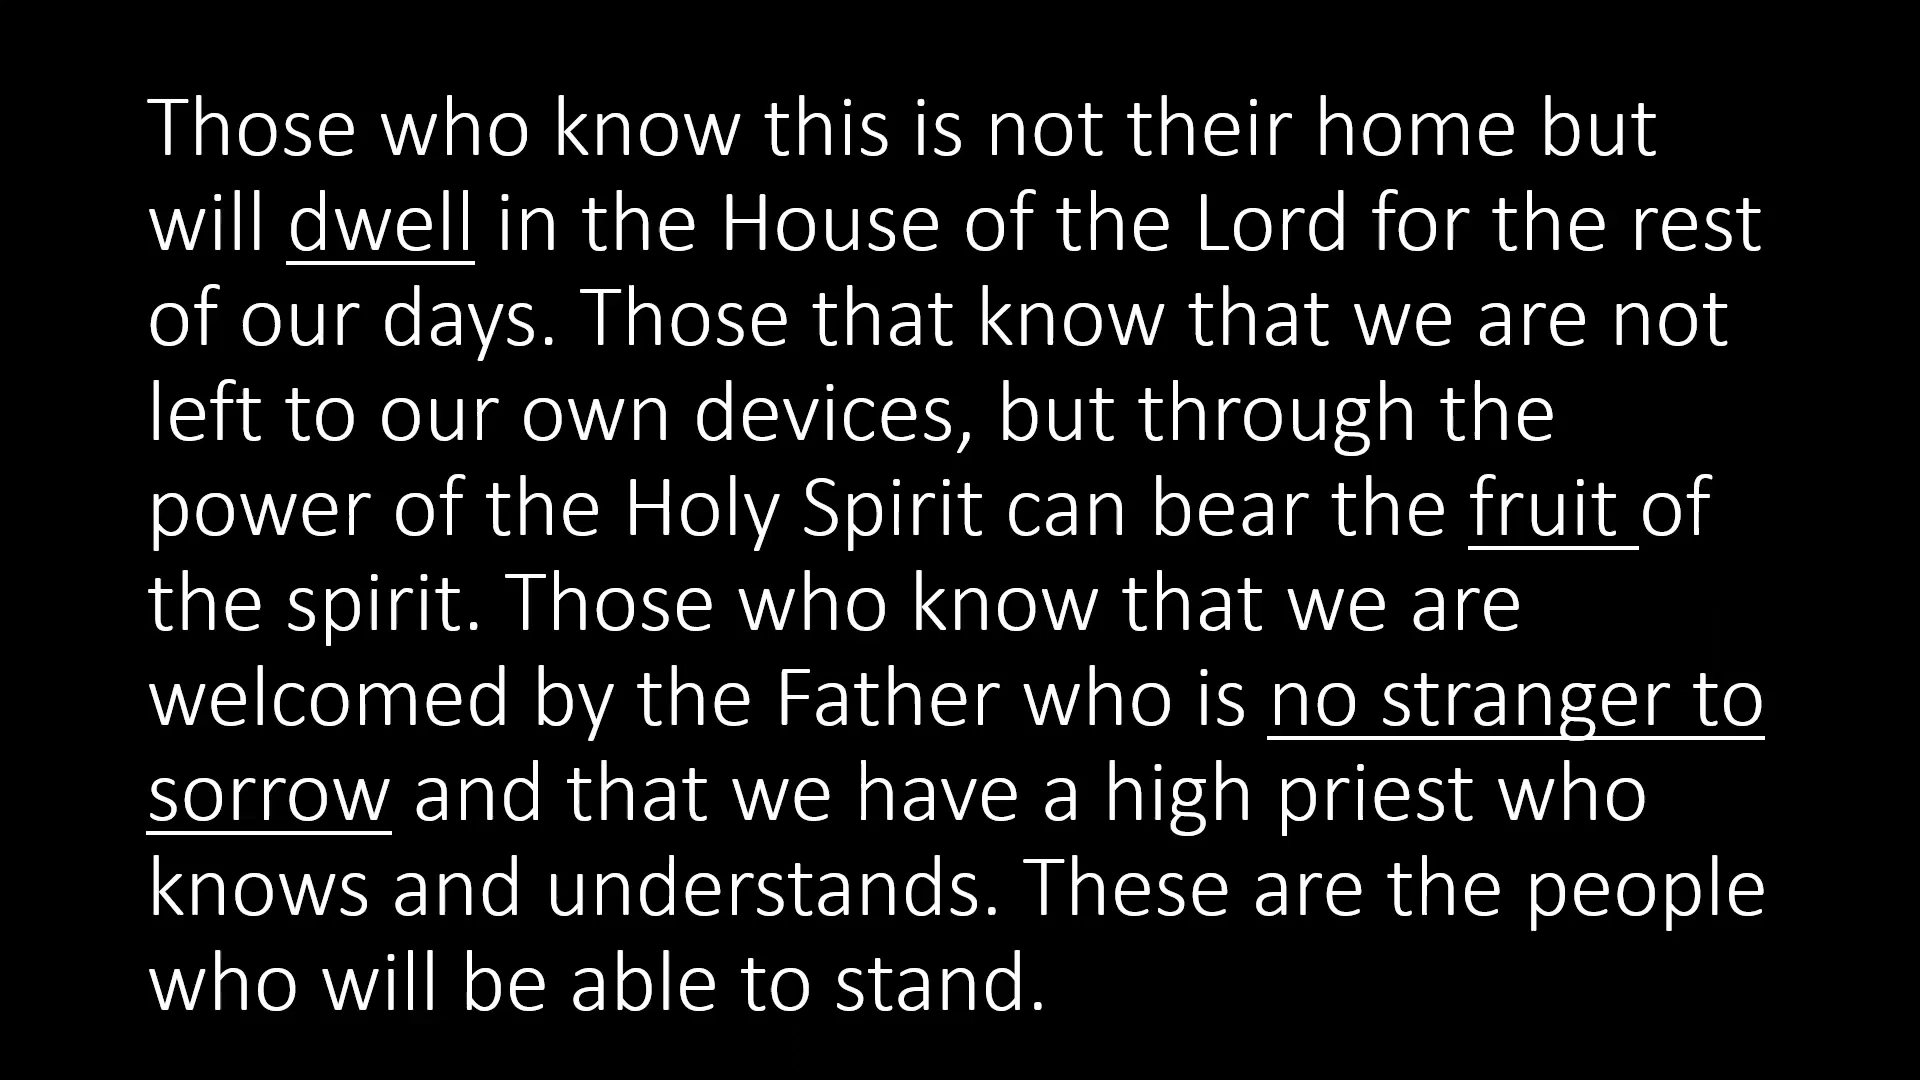 Those who know this is not their home but
will dwell in the House of the Lord for the rest
of our days. Those that know that we are not
left to our own devices, but through the
power of the Holy Spirit can bear the fruit of
the spirit. Those who know that we are
welcomed by the Father who is no stranger to
sorrow and that we have a high priest who
knows and understands. These are the people
who will be able to stand.